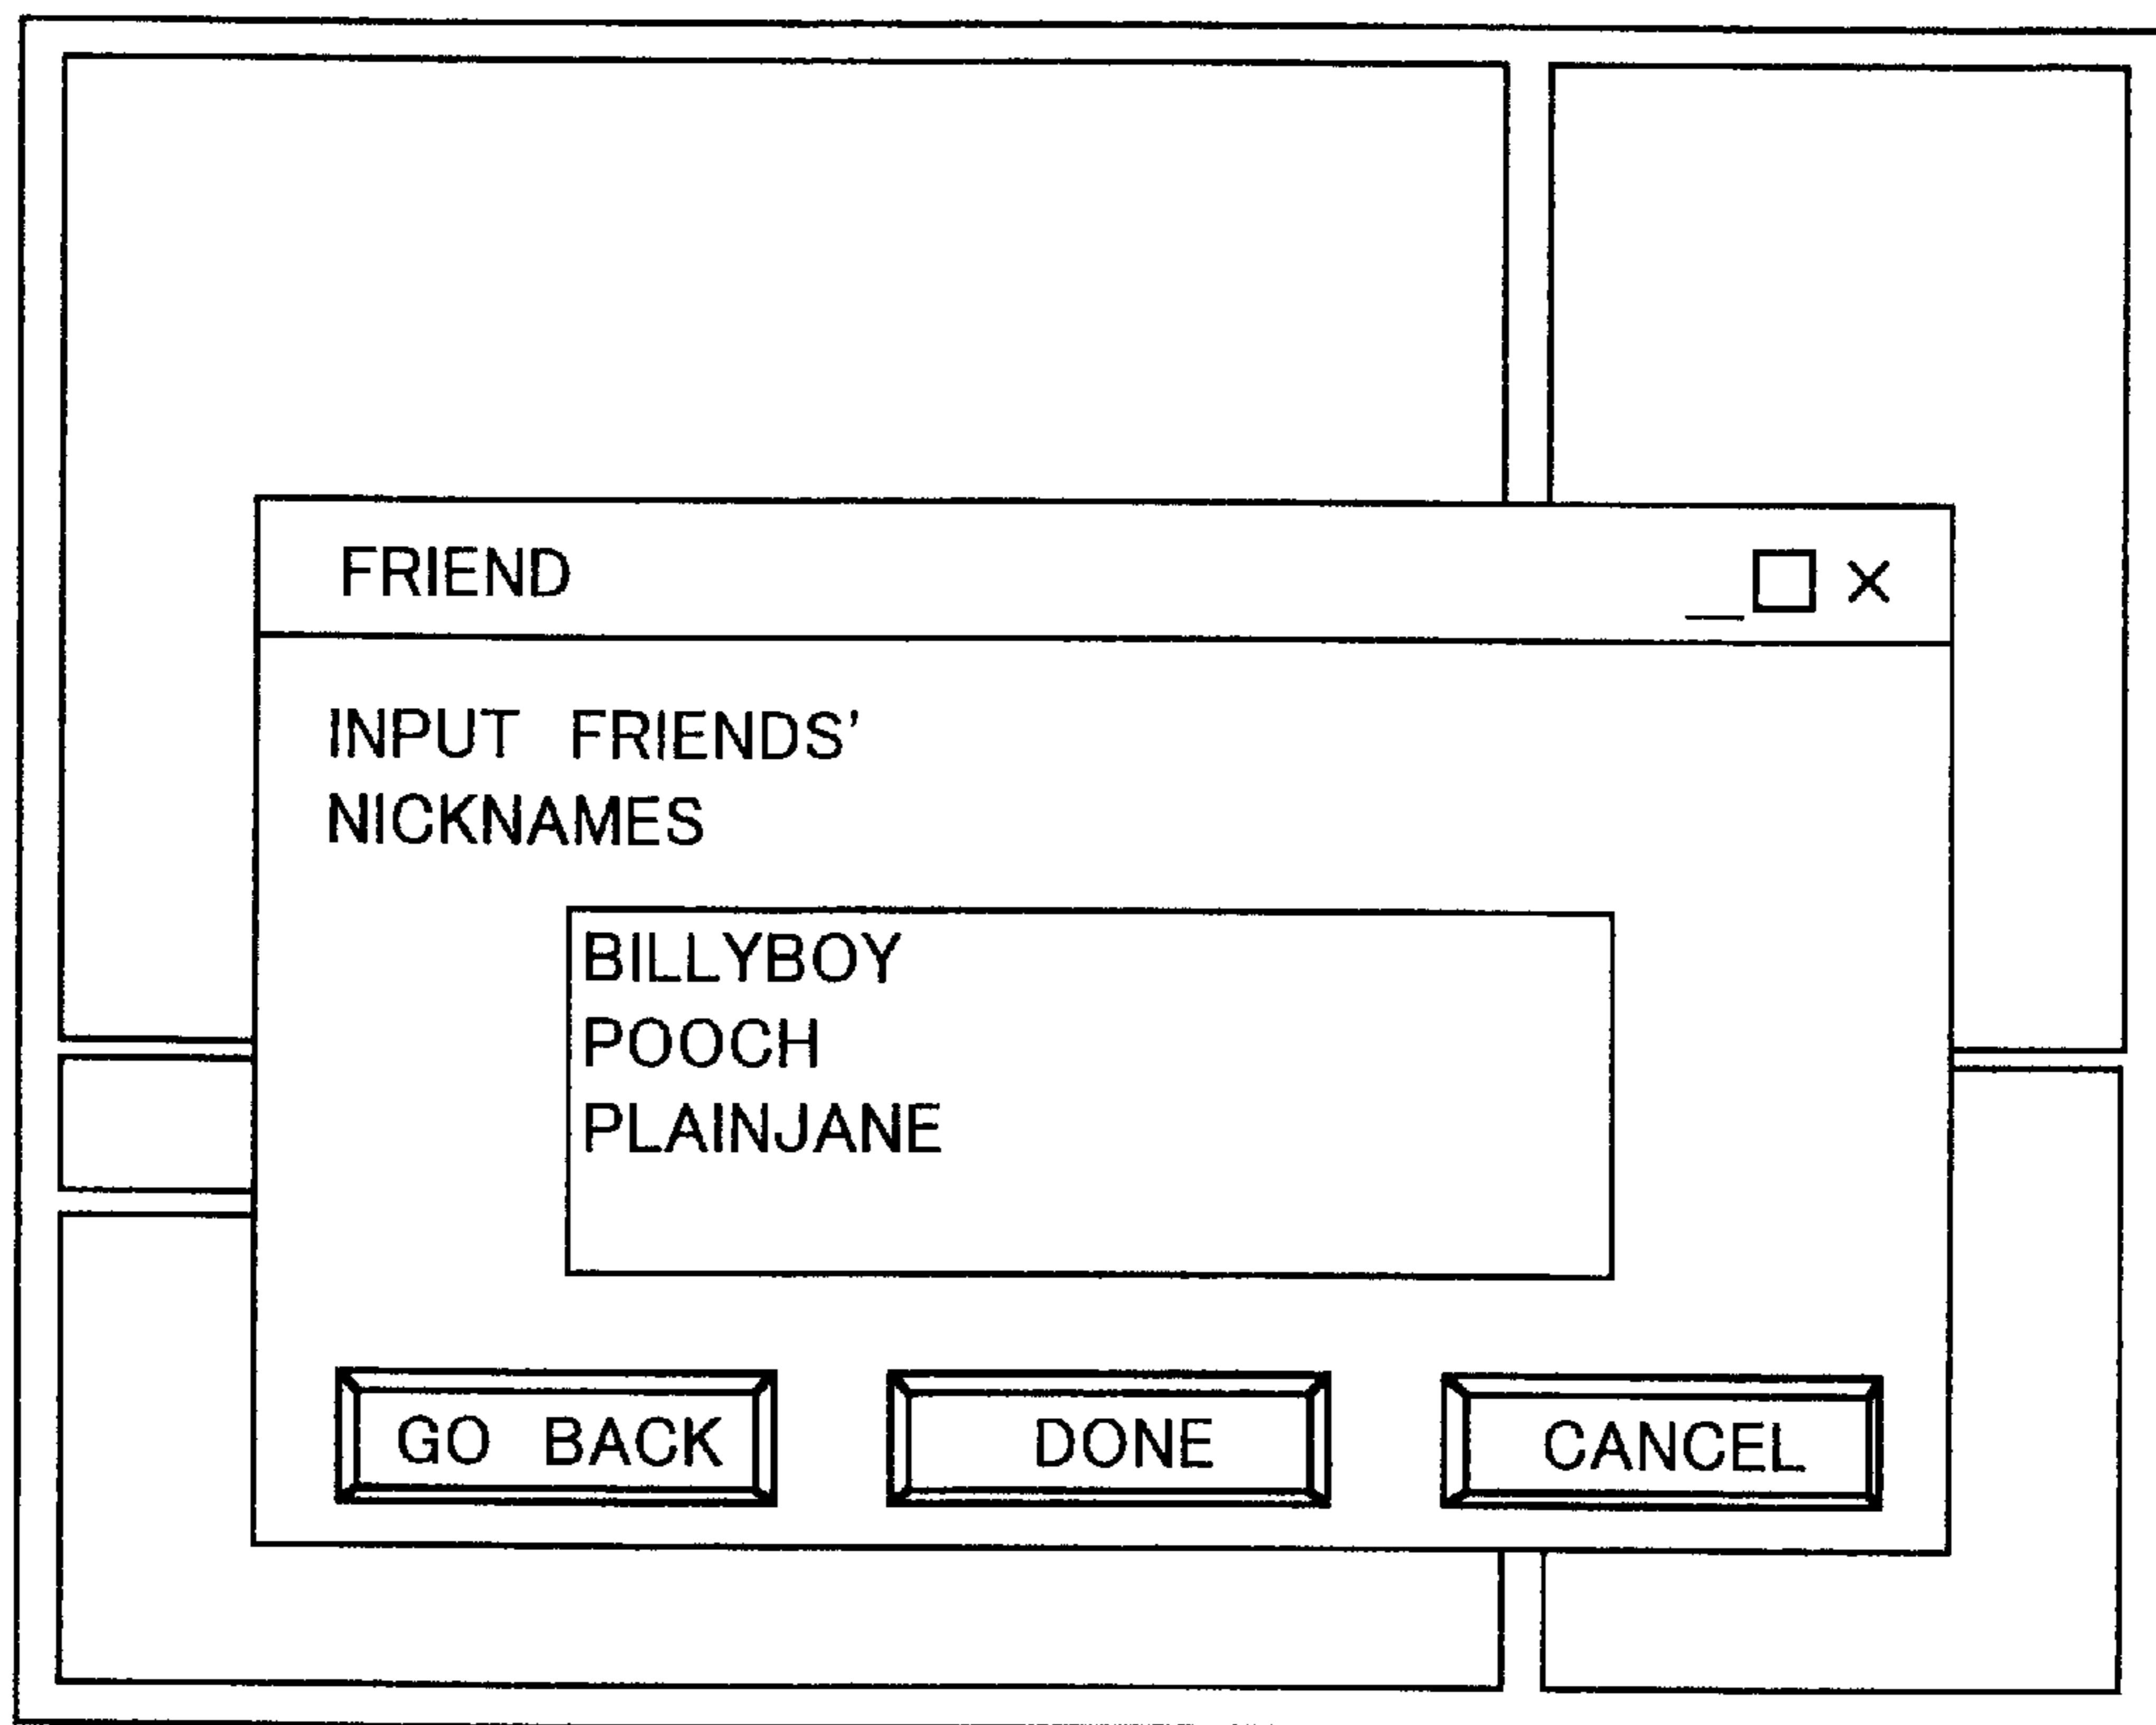 FRIEND
INPUT FRIENDS'
NICKNAMES
BILLYBOY
POOCH
PLAINJANE
GO BACK
DONE
CANCEL